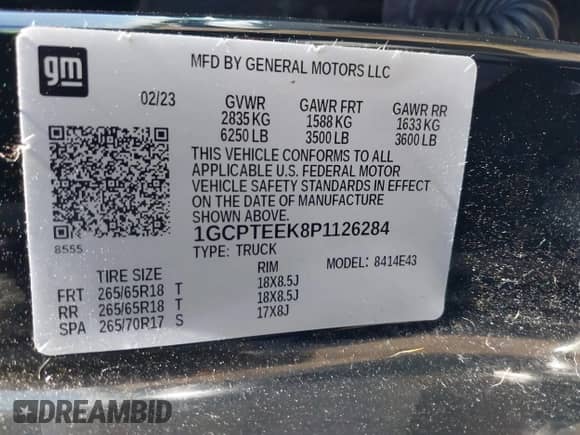 gm
MFD BY GENERAL MOTORS LLC
02/23 GVWR GAWR FRT GAWR RR
2835 KG 1588 KG 1633 KG
6250 LB 3500 LB 3600 LB
THIS VEHICLE CONFORMS TO ALL
APPLICABLE U.S. FEDERAL MOTOR
VEHICLE SAFETY STANDARDS IN EFFECT
ON THE DATE OF MANUFACTURE
SHOWN ABOVE.
8555
1GCPTEEK8P1126284
TYPE: TRUCK MODEL: 8414E43
TIRE SIZE RIM
FRT 265/65R18 T 18X8.5J
RR 265/65R18 T 18X8.5J
SPA 265/70R17 S 17X8J
DREAMBID